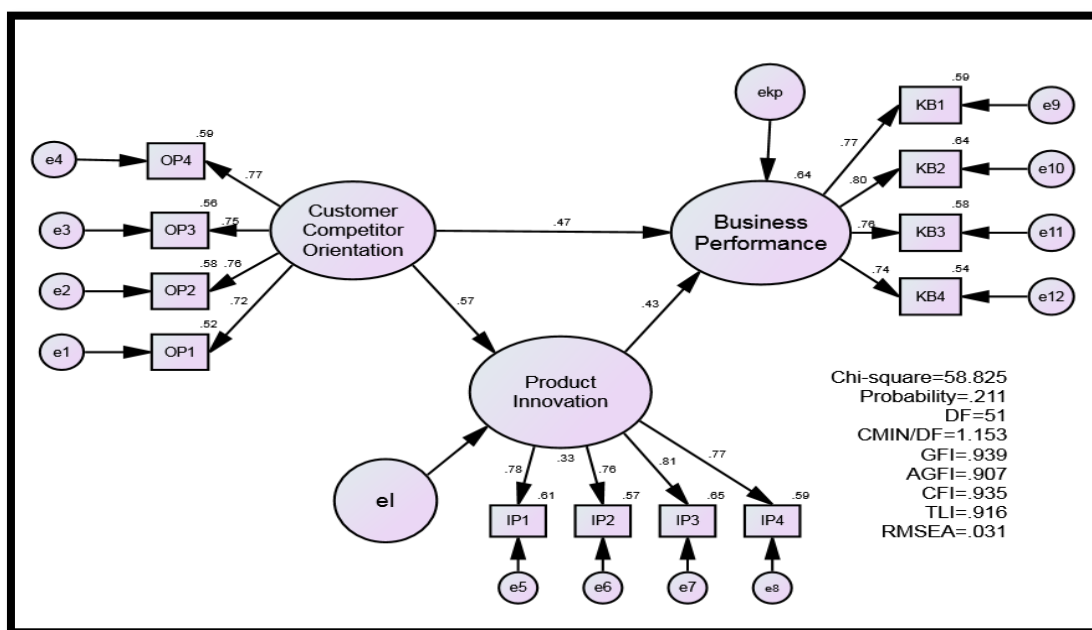 ekp
.59
KB1
e9
.77
.64
KB2
e10
.80
.64
.58
KB3
e11
.76
.54
KB4
e12
.74
Business
Performance
.59
e4
OP4
.77
.56
e3
OP3
.75
.58
.76
e2
OP2
.72
.52
e1
OP1
Customer
Competitor
Orientation
.47
.57
.43
Product
Innovation
.33
eI
.78
.76
.81
.77
.61
.57
.65
.59
IP1
IP2
IP3
IP4
e5
e6
e7
e8
Chi-square=58.825
Probability=.211
DF=51
CMIN/DF=1.153
GFI=.939
AGFI=.907
CFI=.935
TLI=.916
RMSEA=.031